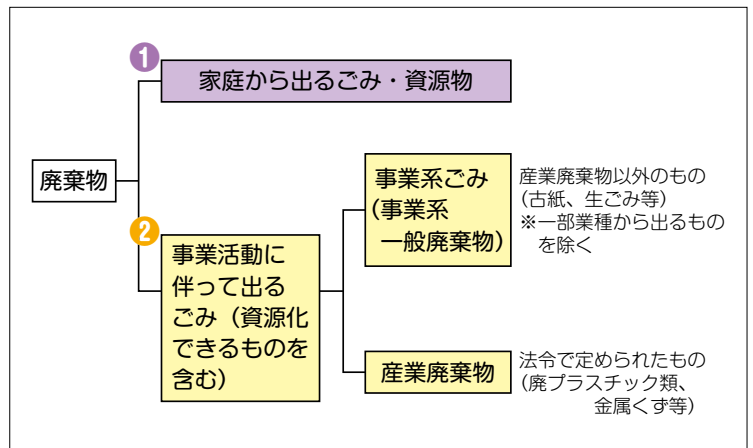 1
家庭から出るごみ・資源物
廃棄物
2
事業活動に
伴って出る
ごみ（資源化
できるものを
含む）
事業系ごみ
(事業系
一般廃棄物)
産業廃棄物以外のもの
(古紙、生ごみ等)
※一部業種から出るもの
を除く
産業廃棄物
法令で定められたもの
(廃プラスチック類、
金属くず等)